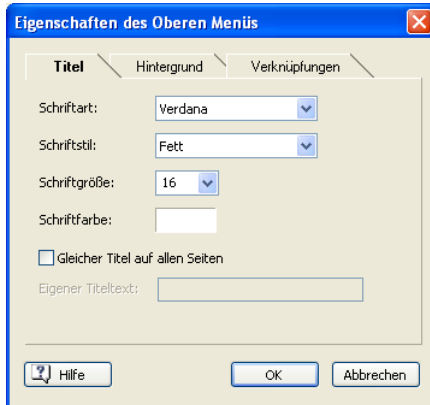 Eigenschaften des Oberen Menüs
Titel Hintergrund Verknüpfungen
Schriftart: Verdana
Schriftstil: Fett
Schriftgröße: 16
Schriftfarbe:
Gleicher Titel auf allen Seiten
Eigener Titeltext:
Hilfe OK Abbrechen